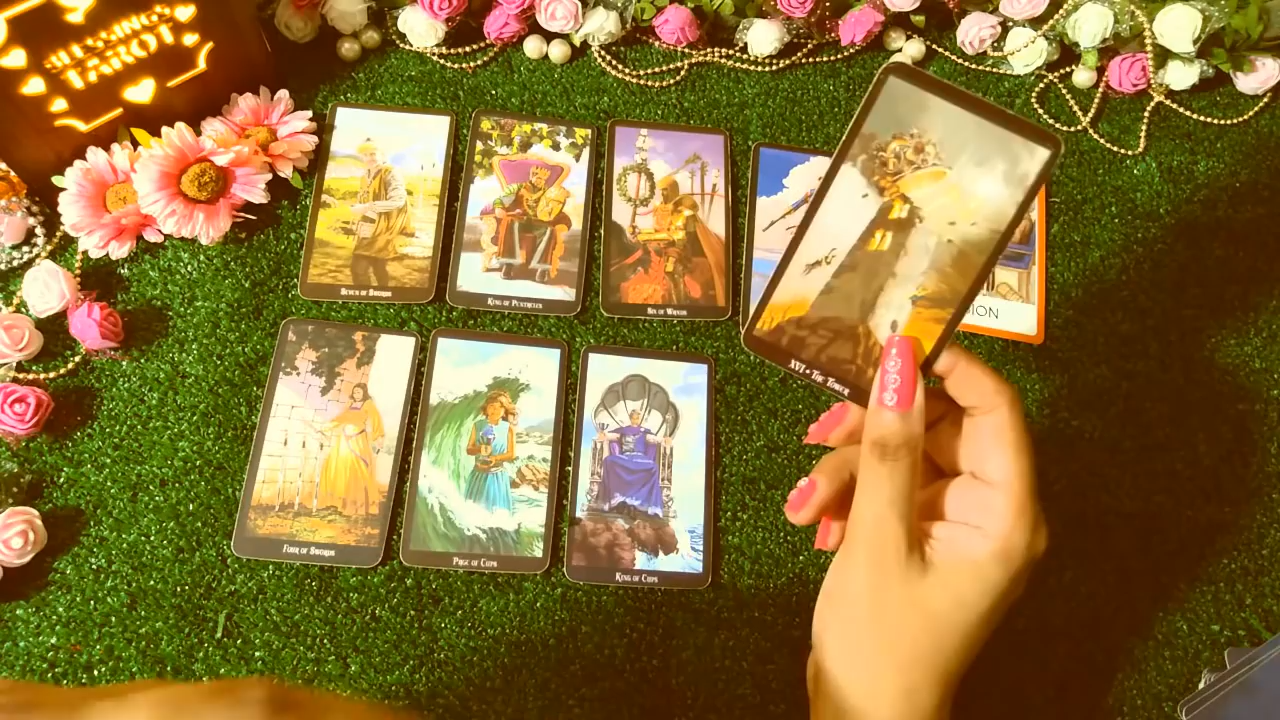 BLESSINGS
TAROT
SEVEN OF SWORDS
KING OF PENTACLES
SIX OF WANDS
XVI • THE TOWER
SION
FOUR OF SWORDS
PAGE OF CUPS
KING OF CUPS